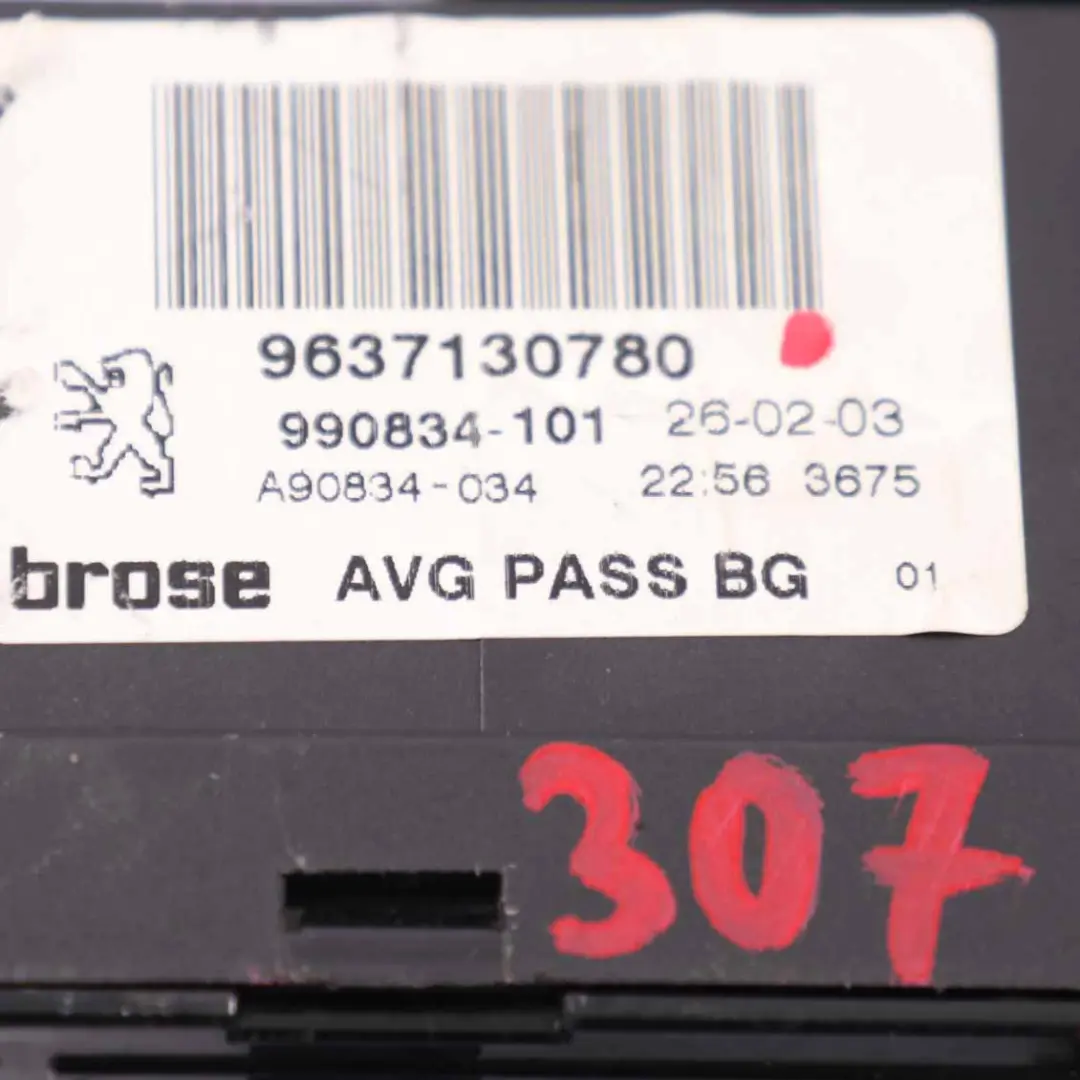 9637130780
990834-101 26-02-03
A90834-034 22:56 3675
brose AVG PASS BG 01
307